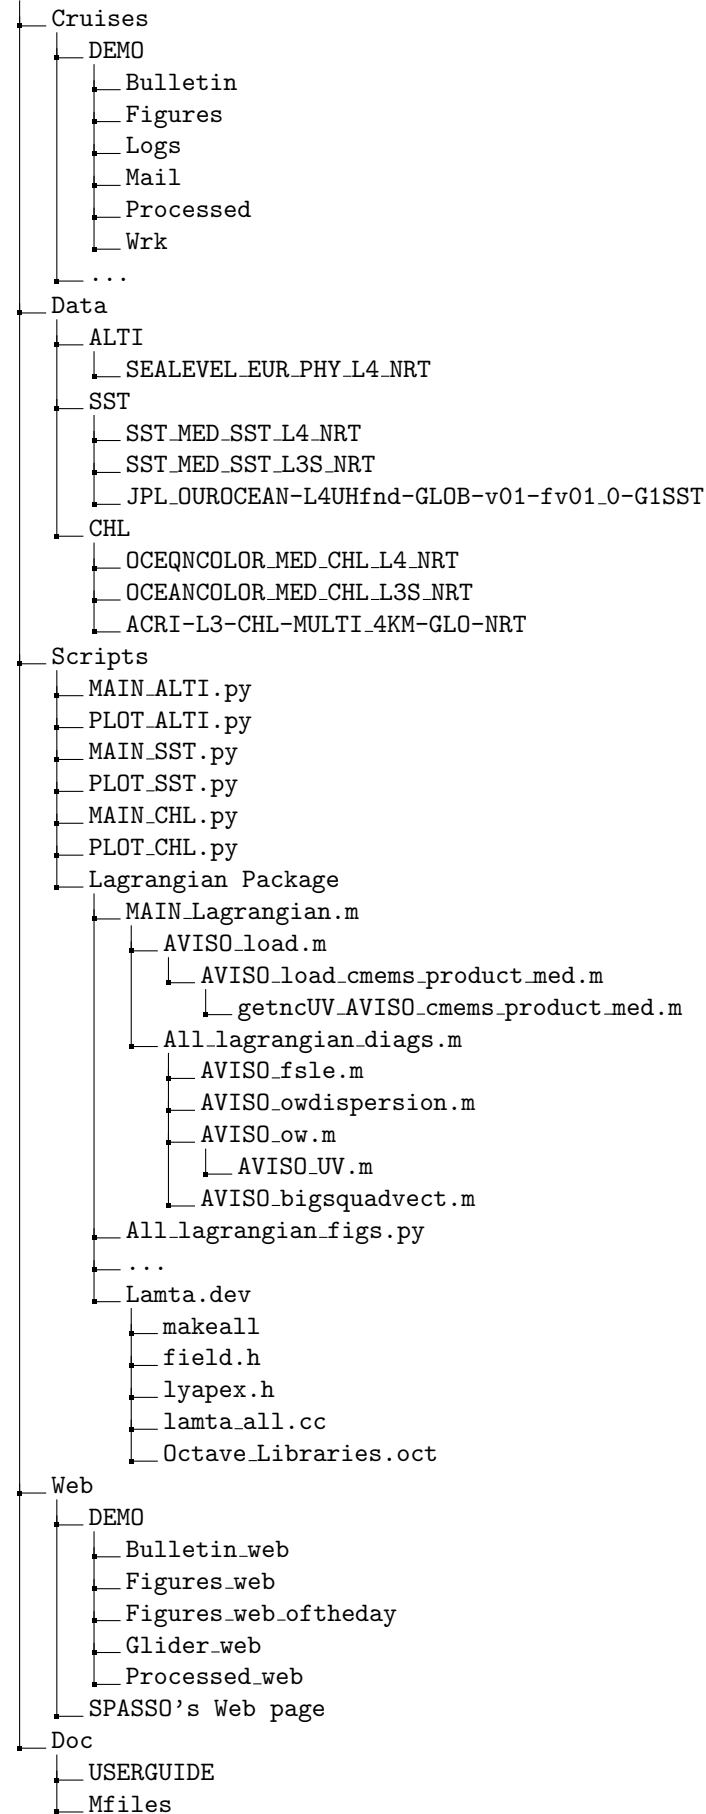 Cruises
DEMO
Bulletin
Figures
Logs
Mail
Processed
Wrk
...
Data
ALTI
SEALEVEL_EUR_PHY_L4_NRT
SST
SST_MED_SST_L4_NRT
SST_MED_SST_L3S_NRT
JPL_OUROCEAN-L4UHfnd-GLOB-v01-fv01_0-G1SST
CHL
OCEQNCOLOR_MED_CHL_L4_NRT
OCEANCOLOR_MED_CHL_L3S_NRT
ACRI-L3-CHL-MULTI_4KM-GLO-NRT
Scripts
MAIN_ALTI.py
PLOT_ALTI.py
MAIN_SST.py
PLOT_SST.py
MAIN_CHL.py
PLOT_CHL.py
Lagrangian Package
MAIN_Lagrangian.m
AVISO_load.m
AVISO_load_cmems_product_med.m
getncUV_AVISO_cmems_product_med.m
All_lagrangian_diags.m
AVISO_fsle.m
AVISO_owdispersion.m
AVISO_ow.m
AVISO_UV.m
AVISO_bigsquadvect.m
All_lagrangian_figs.py
...
Lamta.dev
makeall
field.h
lyapex.h
lamta_all.cc
Octave_Libraries.oct
Web
DEMO
Bulletin_web
Figures_web
Figures_web_oftheday
Glider_web
Processed_web
SPASSO's Web page
Doc
USERGUIDE
Mfiles